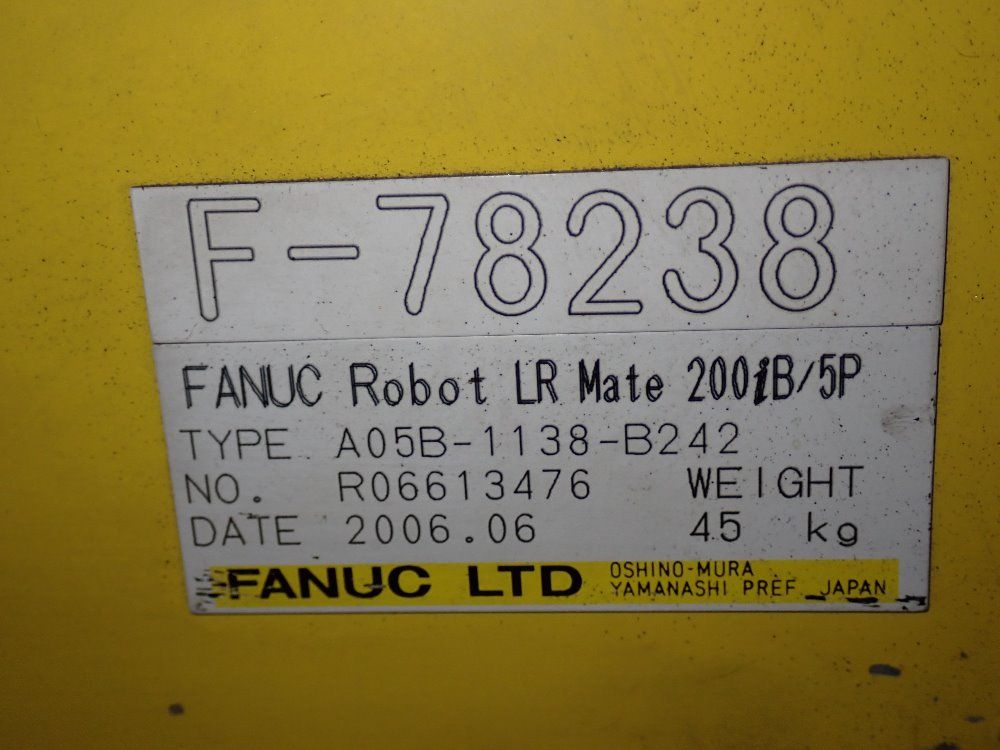 F-78238
FANUC Robot LR Mate 200iB/5P
TYPE A05B-1138-B242
NO. R06613476 WEIGHT
DATE 2006.06 45 kg
FANUC LTD OSHINO-MURA
YAMANASHI PREF JAPAN